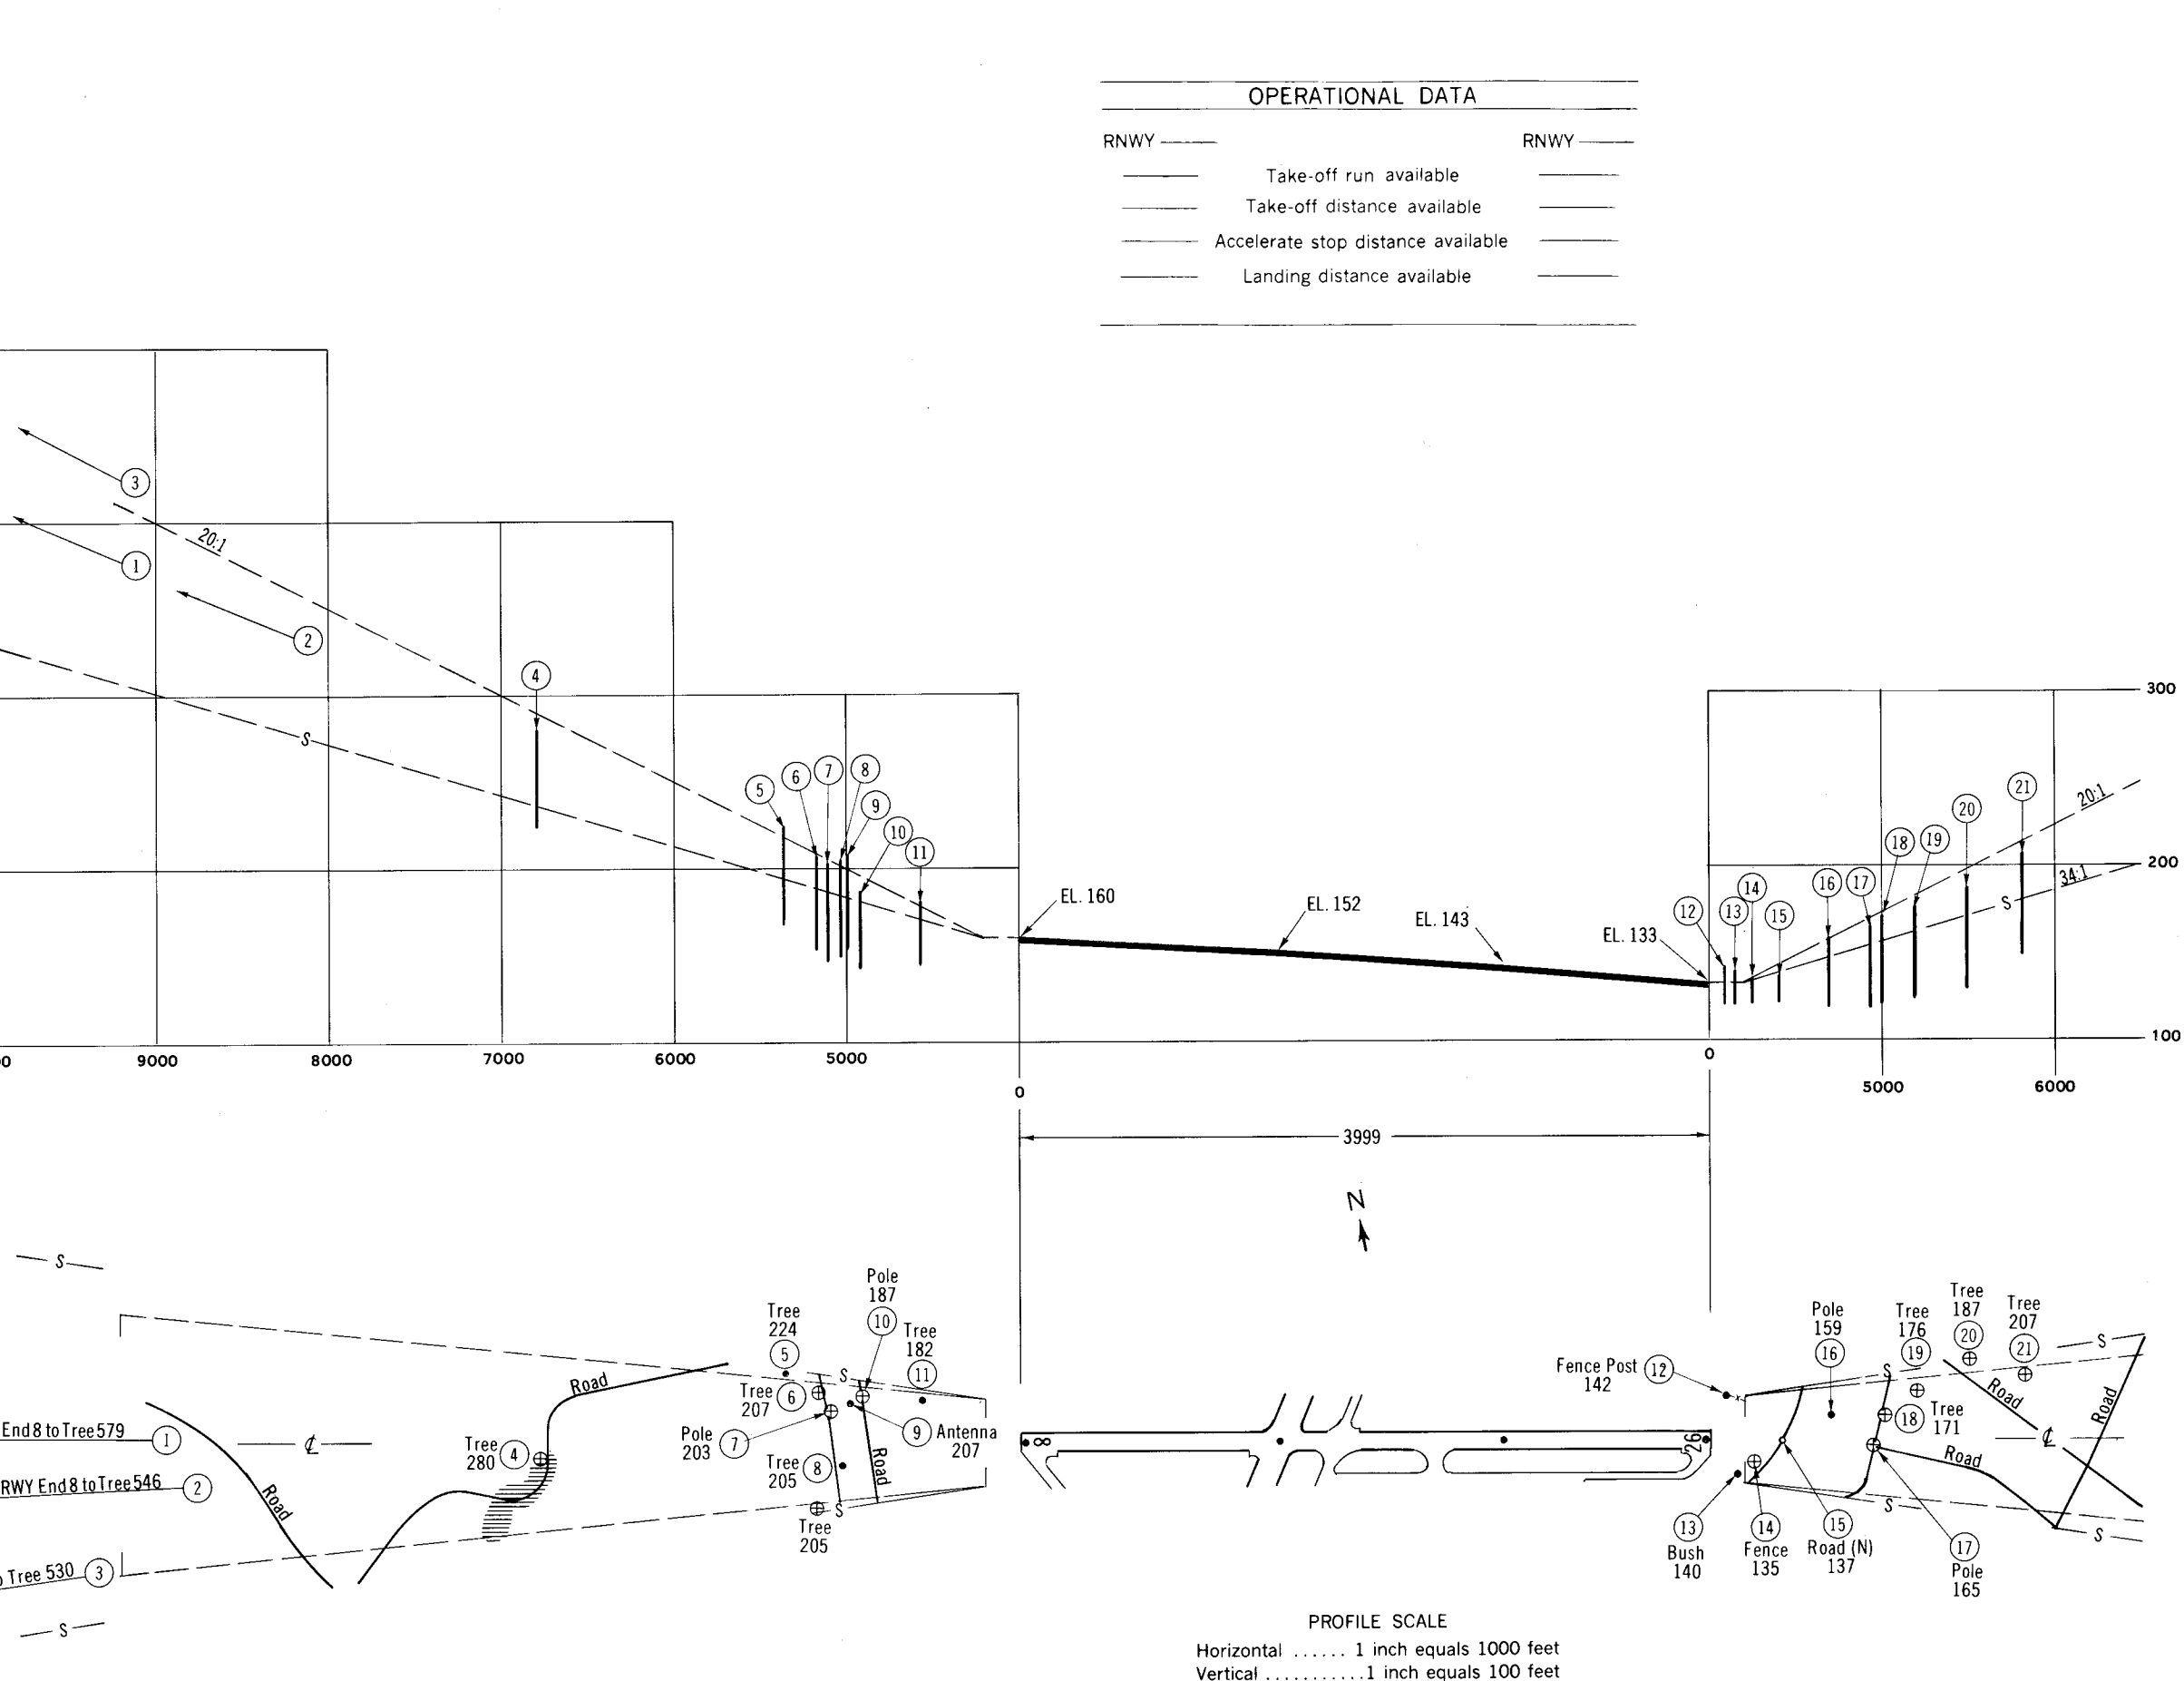 OPERATIONAL DATA
RNWY RNWY
Take-off run available
Take-off distance available
Accelerate stop distance available
Landing distance available
3
20:1
1
2
4
S
5
6
7
8
9
10
11
EL. 160
EL. 152
EL. 143
EL. 133
12
13
14
15
16
17
18
19
20
21
20:1
34:1
S
300
200
100
9000
8000
7000
6000
5000
0
0
5000
6000
3999
N
S
Pole
187
10
Tree
224
5
Tree
182
11
S
Road
Tree
207
6
Pole
203
7
9
Antenna
207
Tree
205
8
Road
S
Tree
205
End 8 to Tree 579
1
℄
Tree
280
4
RWY End 8 to Tree 546
2
Road
Tree 530
3
S
8
26
Fence Post
142
12
Pole
159
16
Tree
176
19
Tree
187
20
Tree
207
21
S
S
Road
Road
18
Tree
171
℄
Road
S
S
13
Bush
140
14
Fence
135
15
Road (N)
137
17
Pole
165
PROFILE SCALE
Horizontal ...... 1 inch equals 1000 feet
Vertical ........... 1 inch equals 100 feet